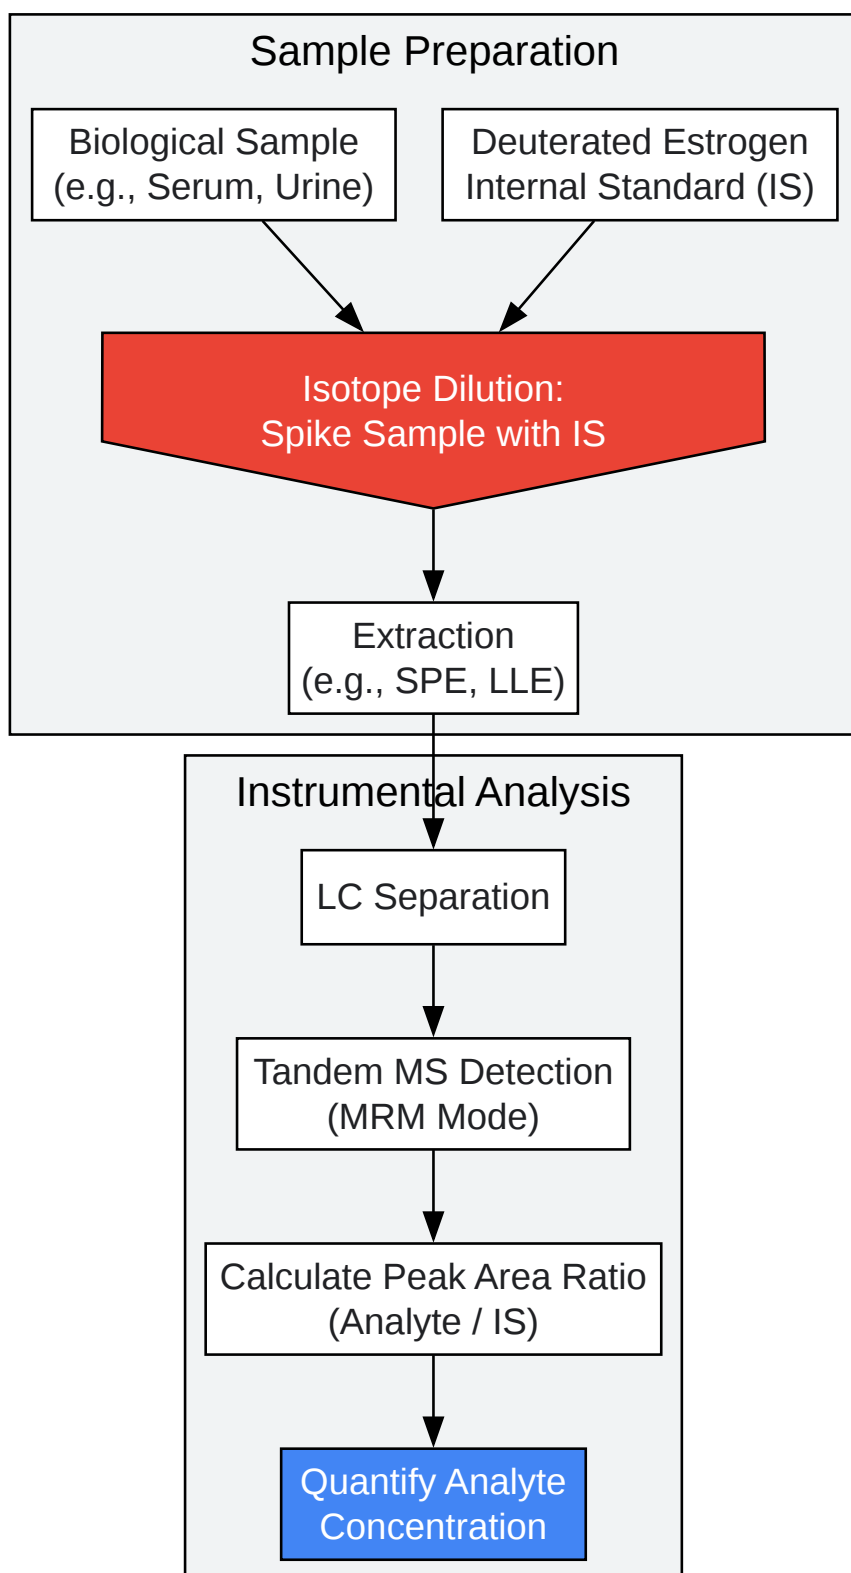 Sample Preparation
Biological Sample
(e.g., Serum, Urine)
Deuterated Estrogen
Internal Standard (IS)
Isotope Dilution:
Spike Sample with IS
Extraction
(e.g., SPE, LLE)
Instrumental Analysis
LC Separation
Tandem MS Detection
(MRM Mode)
Calculate Peak Area Ratio
(Analyte / IS)
Quantify Analyte
Concentration